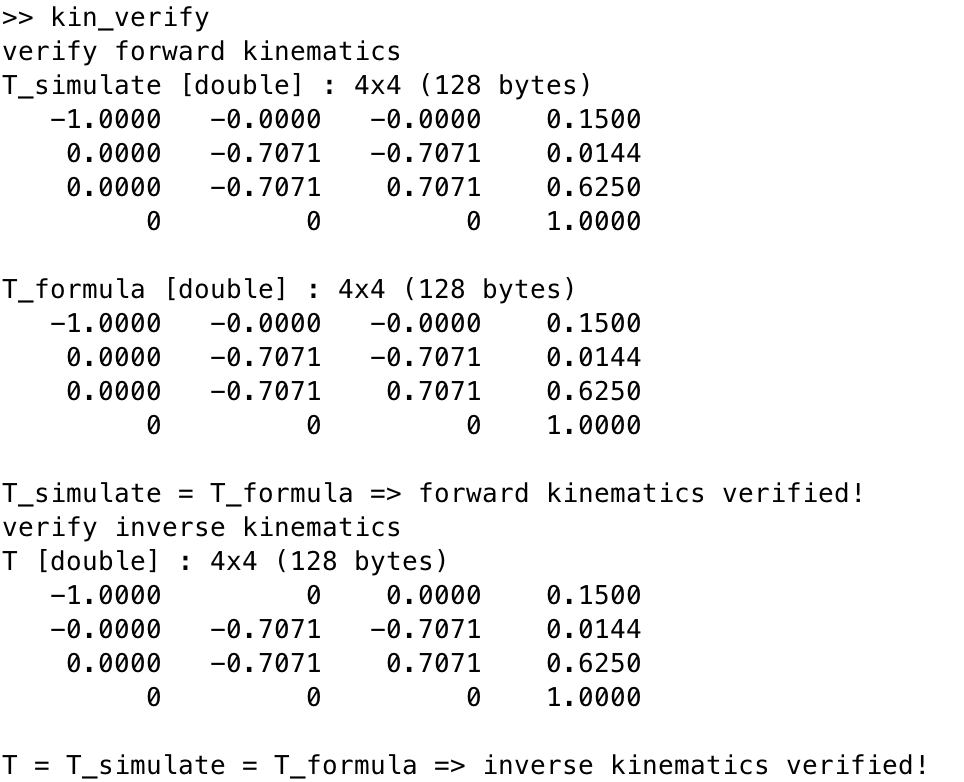 >> kin_verify
verify forward kinematics
T_simulate [double] : 4x4 (128 bytes)
   -1.0000   -0.0000   -0.0000    0.1500
    0.0000   -0.7071   -0.7071    0.0144
    0.0000   -0.7071    0.7071    0.6250
         0         0         0    1.0000
T_formula [double] : 4x4 (128 bytes)
   -1.0000   -0.0000   -0.0000    0.1500
    0.0000   -0.7071   -0.7071    0.0144
    0.0000   -0.7071    0.7071    0.6250
         0         0         0    1.0000
T_simulate = T_formula => forward kinematics verified!
verify inverse kinematics
T [double] : 4x4 (128 bytes)
   -1.0000         0    0.0000    0.1500
   -0.0000   -0.7071   -0.7071    0.0144
    0.0000   -0.7071    0.7071    0.6250
         0         0         0    1.0000
T = T_simulate = T_formula => inverse kinematics verified!